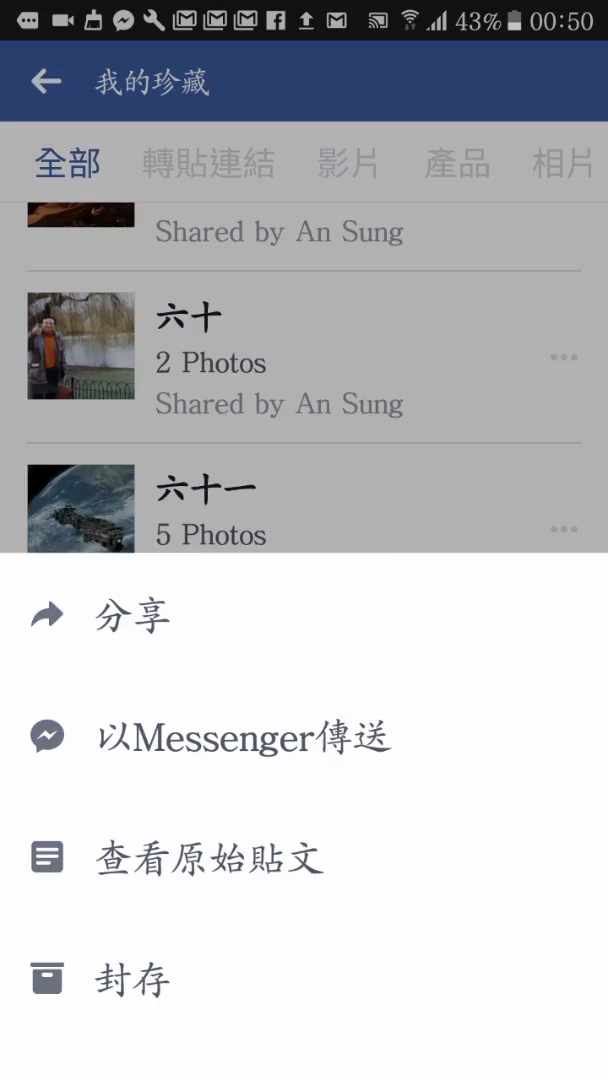 43% 00:50
我的珍藏
全部 轉貼連結 影片 產品 相片
Shared by An Sung
六十
2 Photos
Shared by An Sung
六十一
5 Photos
分享
以Messenger傳送
查看原始貼文
封存